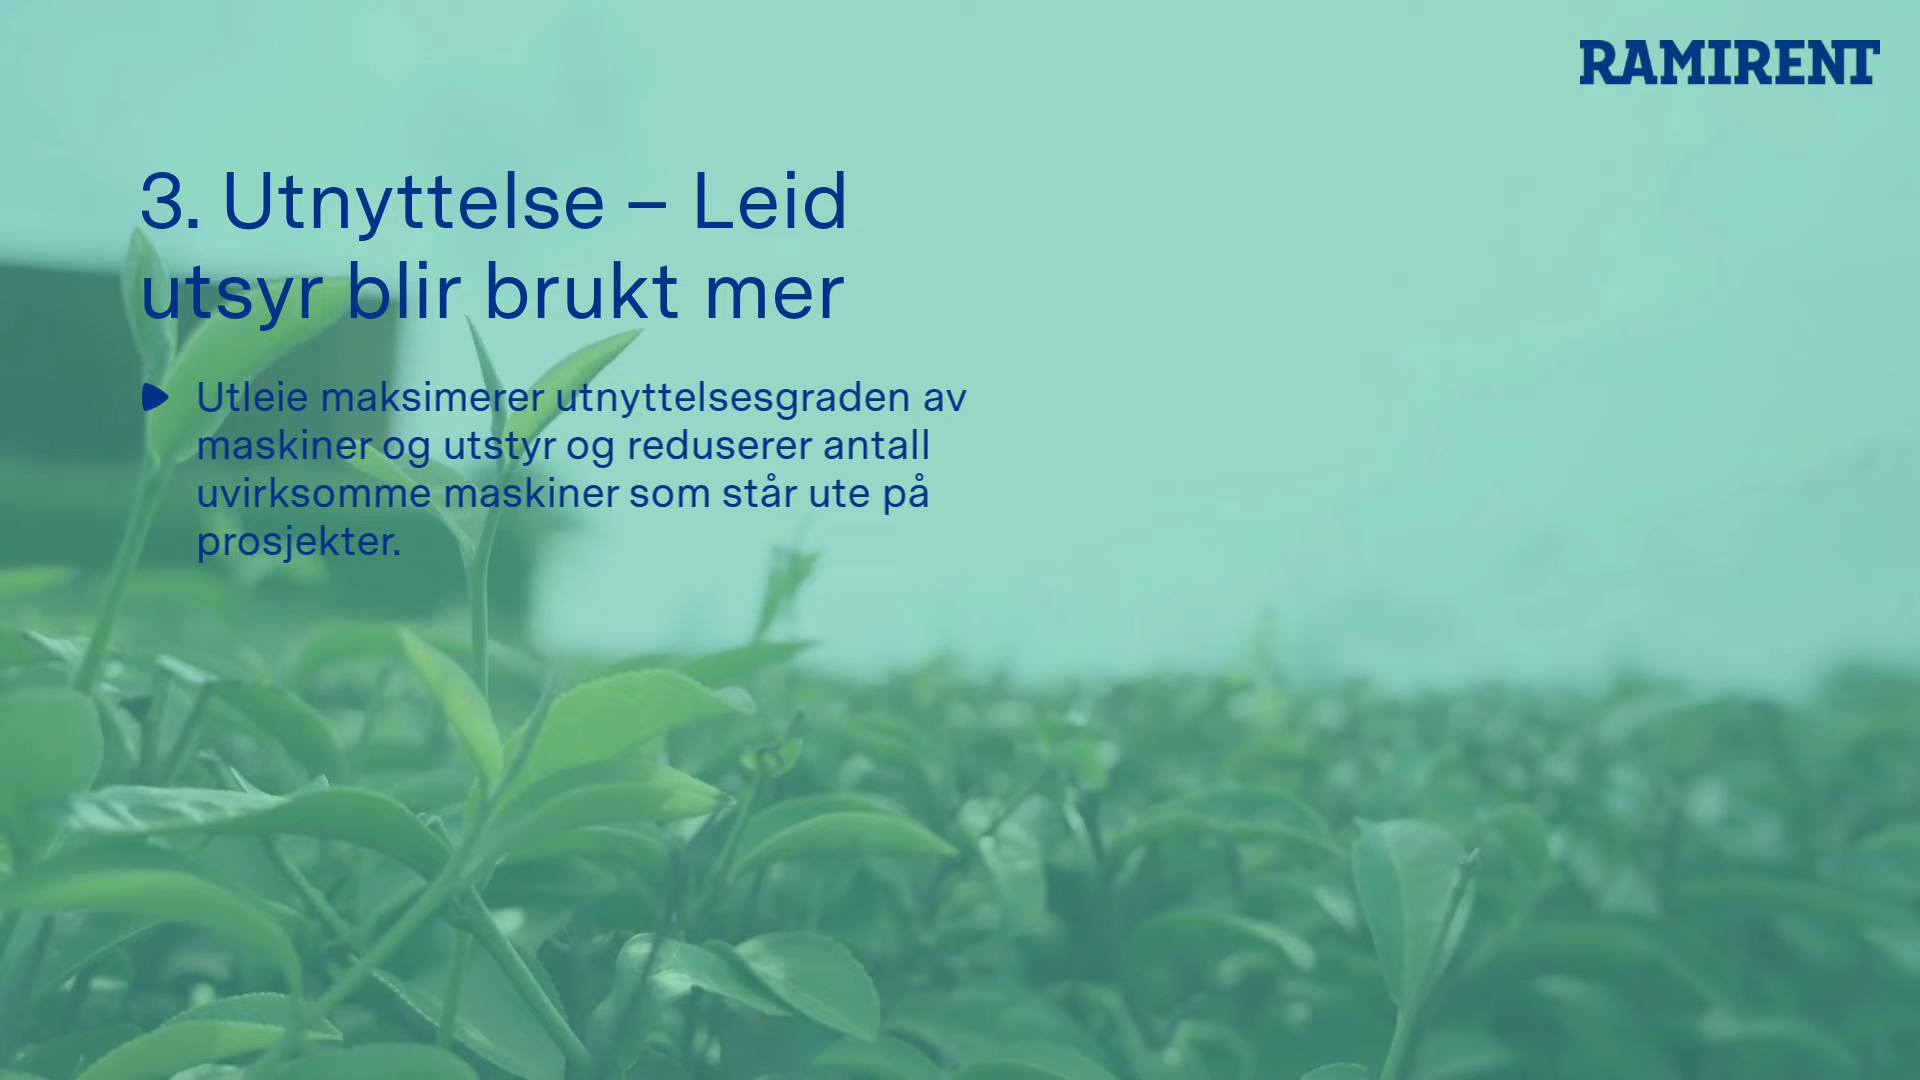 RAMIRENT
3. Utnyttelse – Leid
utsyr blir brukt mer
Utleie maksimerer utnyttelsesgraden av
maskiner og utstyr og reduserer antall
uvirksomme maskiner som står ute på
prosjekter.